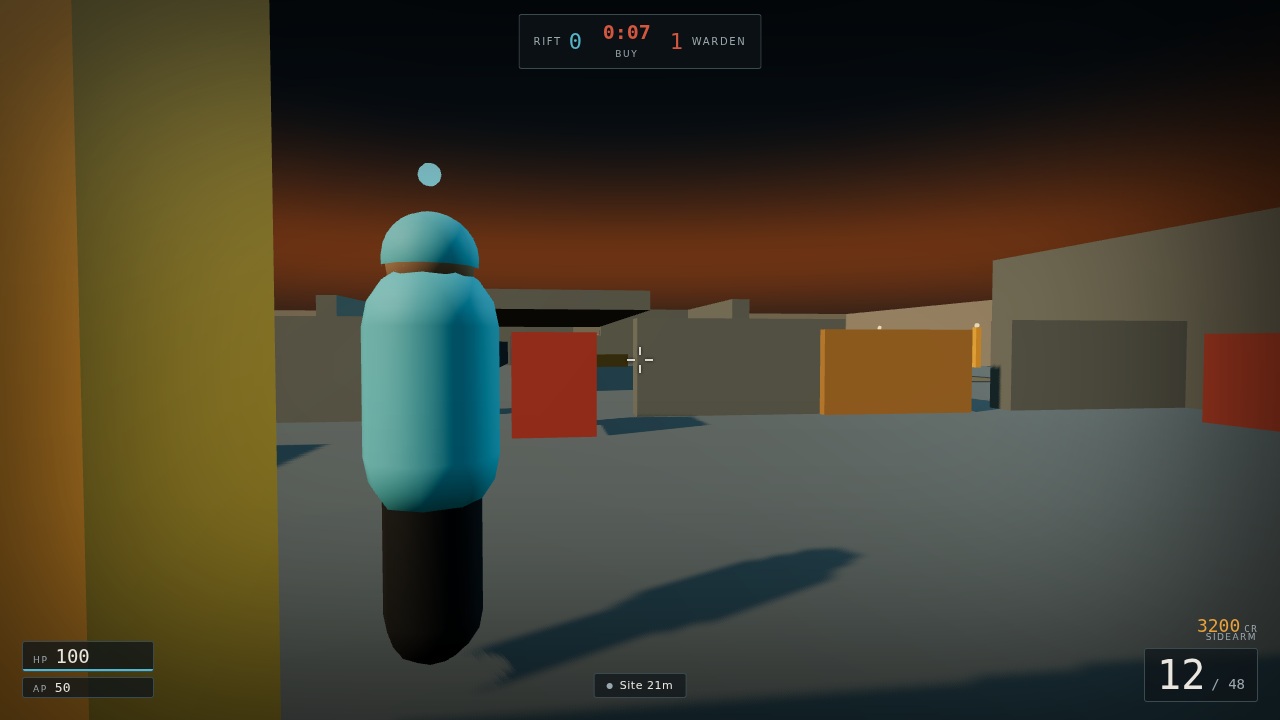 RIFT 0 0:07 1 WARDEN
BUY
3200 CR
SIDEARM
HP 100
AP 50
Site 21m
12 / 48